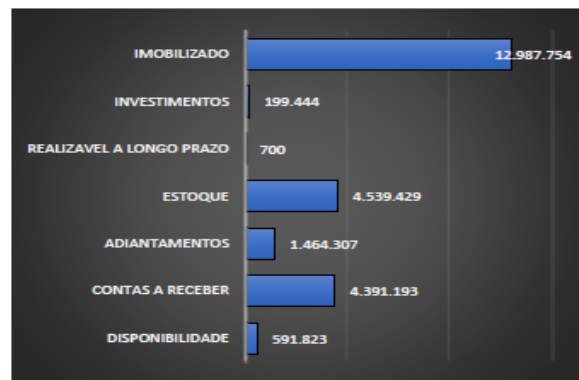 IMOBILIZADO 12.987.754
INVESTIMENTOS 199.444
REALIZAVEL A LONGO PRAZO 700
ESTOQUE 4.539.429
ADIANTAMENTOS 1.464.307
CONTAS A RECEBER 4.391.193
DISPONIBILIDADE 591.823